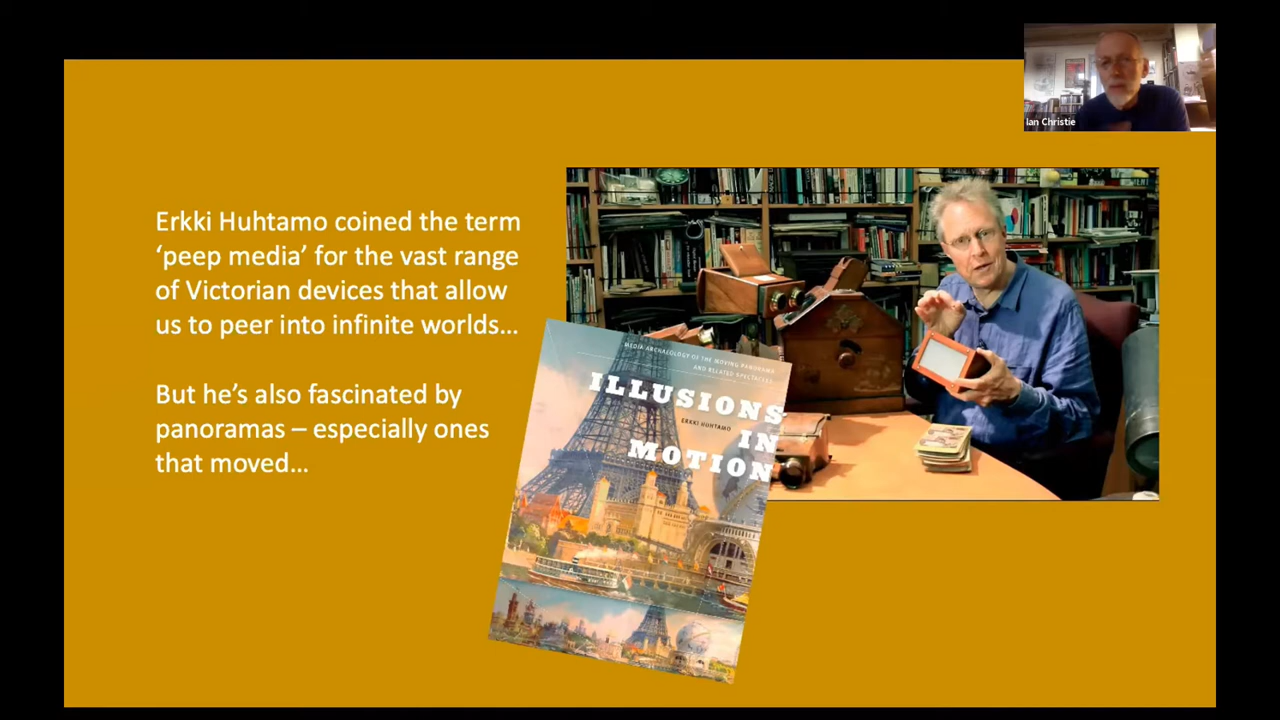 Ian Christie
Erkki Huhtamo coined the term
‘peep media’ for the vast range
of Victorian devices that allow
us to peer into infinite worlds…
But he’s also fascinated by
panoramas – especially ones
that moved…
MEDIA ARCHAEOLOGY OF THE MOVING PANORAMA
AND RELATED SPECTACLES
ILLUSIONS
ERKKI HUHTAMO
IN
MOTION